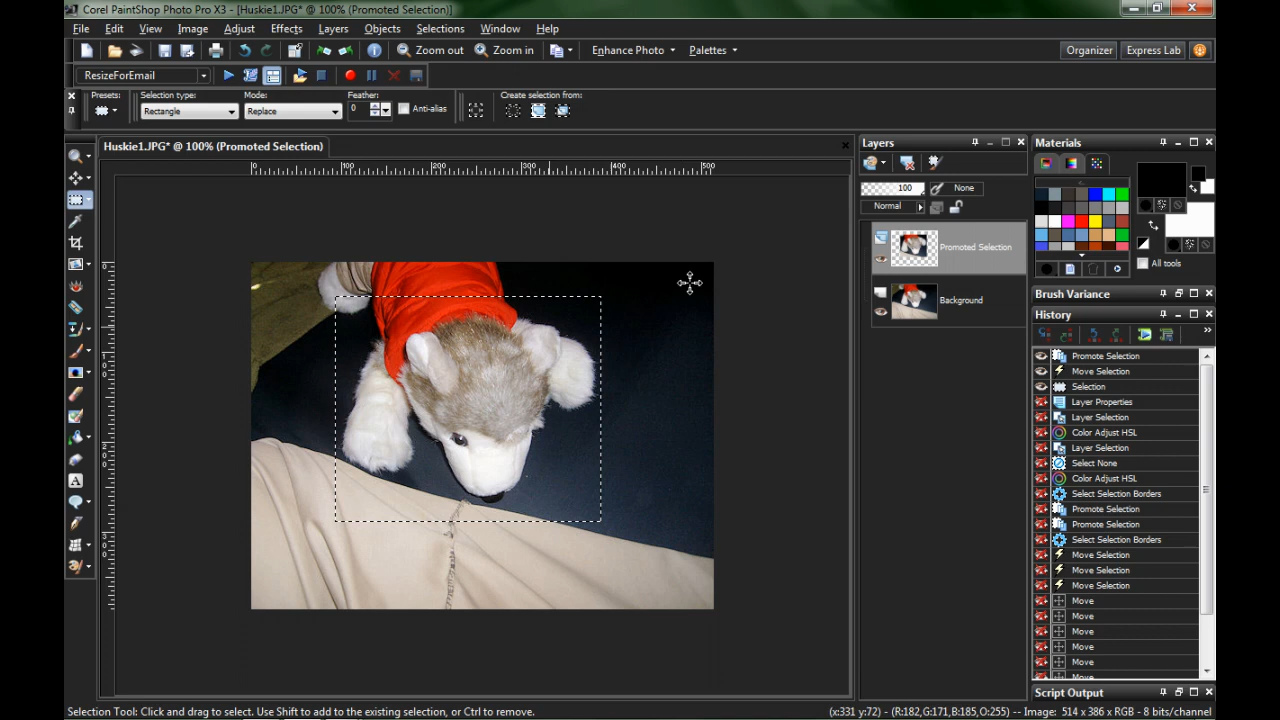 Corel PaintShop Photo Pro X3 - [Huskie1.JPG* @ 100% (Promoted Selection)]
File Edit View Image Adjust Effects Layers Objects Selections Window Help
Zoom out Zoom in Enhance Photo Palettes Organizer Express Lab
ResizeForEmail
Presets: Selection type: Mode: Feather: Create selection from:
Rectangle Replace 0 Anti-alias
Huskie1.JPG* @ 100% (Promoted Selection)
0 100 200 300 400 500
0
100
200
300
Layers
100 None
Normal
Promoted Selection
Background
Materials
All tools
Brush Variance
History
Promote Selection
Move Selection
Selection
Layer Properties
Layer Selection
Color Adjust HSL
Layer Selection
Select None
Color Adjust HSL
Select Selection Borders
Promote Selection
Promote Selection
Select Selection Borders
Move Selection
Move Selection
Move Selection
Move
Move
Move
Move
Move
Move
Script Output
Selection Tool: Click and drag to select. Use Shift to add to the existing selection, or Ctrl to remove.
(x:331 y:72) - (R:182,G:171,B:185,O:255) -- Image: 514 x 386 x RGB - 8 bits/channel